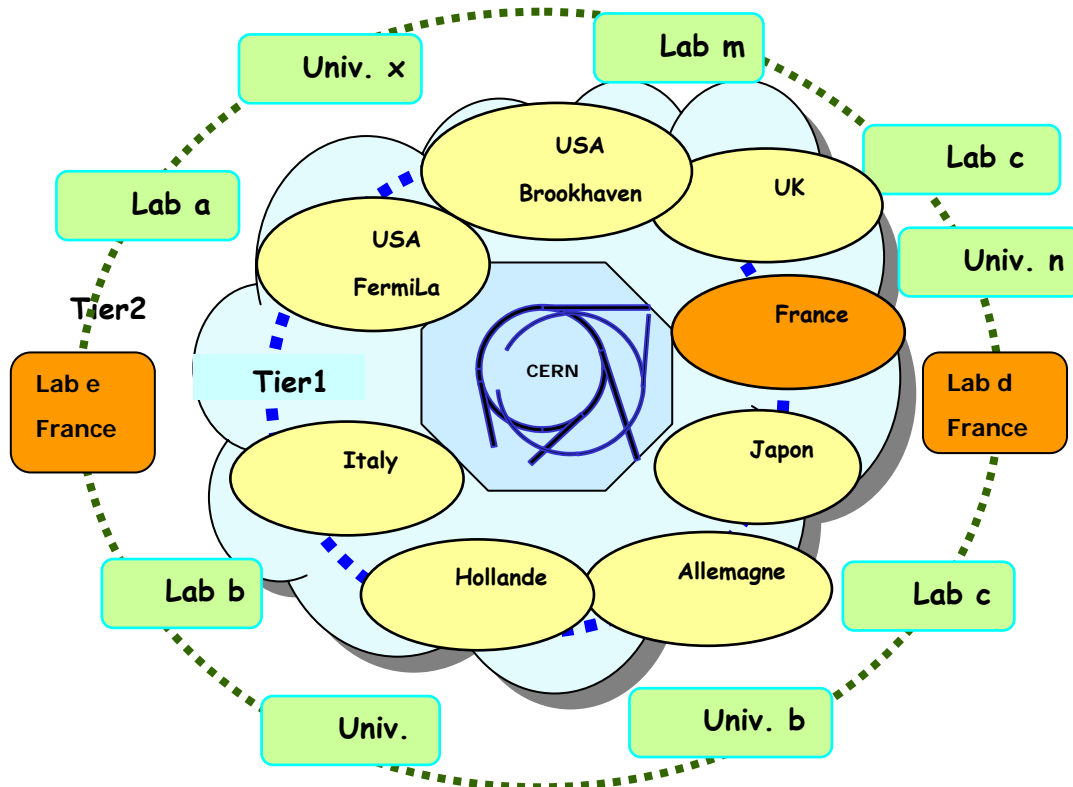 Lab m
Univ. x
USA
Brookhaven
Lab c
UK
Lab a
USA
FermiLa
Univ. n
Tier2
France
CERN
Lab e
France
Tier1
Lab d
France
Italy
Japon
Hollande
Allemagne
Lab b
Lab c
Univ.
Univ. b